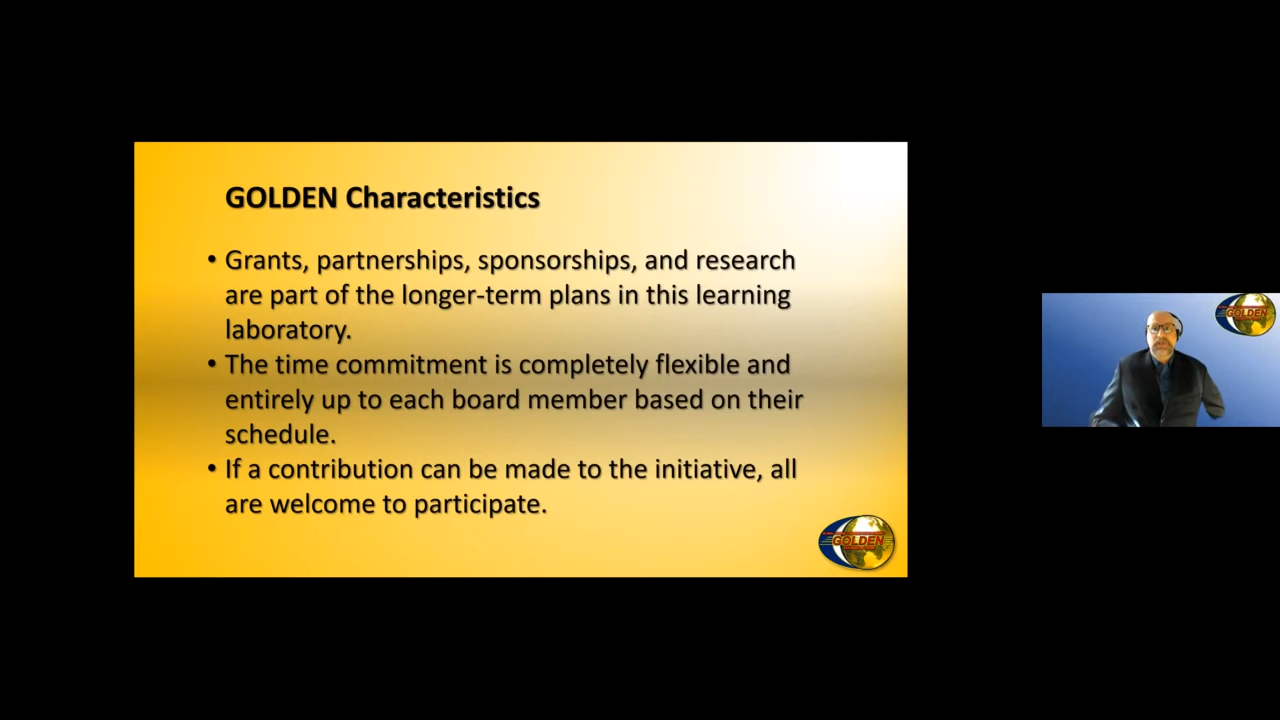 GOLDEN Characteristics
• Grants, partnerships, sponsorships, and research
are part of the longer-term plans in this learning
laboratory.
• The time commitment is completely flexible and
entirely up to each board member based on their
schedule.
• If a contribution can be made to the initiative, all
are welcome to participate.
GOLDEN
GOLDEN